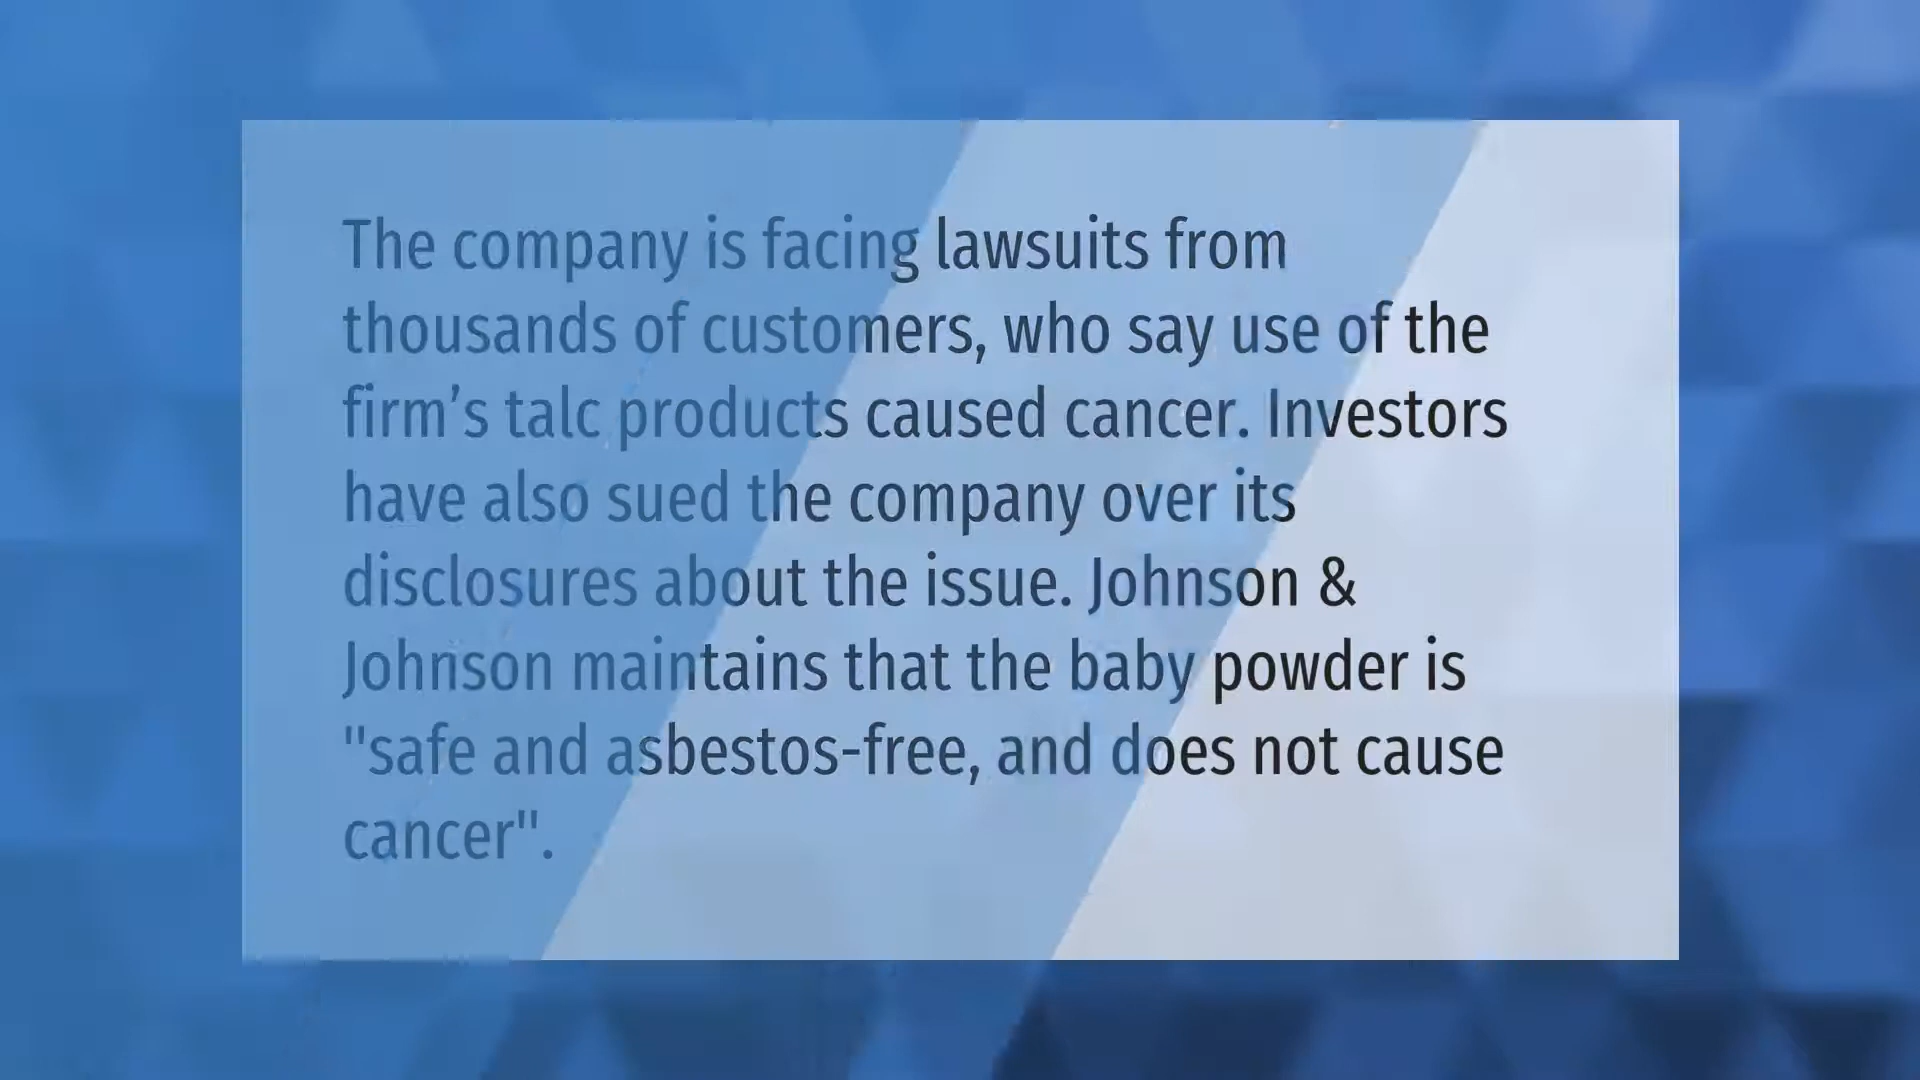 The company is facing lawsuits from
thousands of customers, who say use of the
firm’s talc products caused cancer. Investors
have also sued the company over its
disclosures about the issue. Johnson &
Johnson maintains that the baby powder is
"safe and asbestos-free, and does not cause
cancer".